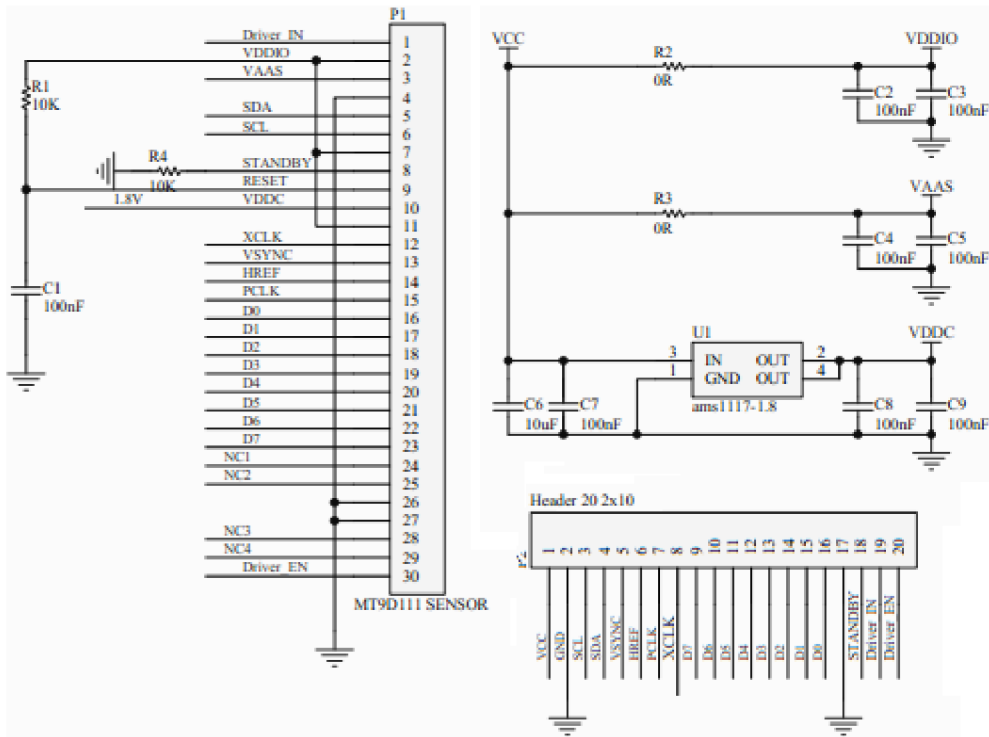 P1
Driver_IN 1
VDDIO 2
VAAS 3
4
SDA 5
SCL 6
7
STANDBY 8
RESET 9
1.8V VDDC 10
11
XCLK 12
VSYNC 13
HREF 14
PCLK 15
D0 16
D1 17
D2 18
D3 19
D4 20
D5 21
D6 22
D7 23
NC1 24
NC2 25
26
27
NC3 28
NC4 29
Driver_EN 30
MT9D111 SENSOR
R1
10K
R4
10K
C1
100nF
VCC
R2
0R
VDDIO
C2
100nF
C3
100nF
R3
0R
VAAS
C4
100nF
C5
100nF
U1
VDDC
3 IN OUT 2
1 GND OUT 4
ams1117-1.8
C6
10uF
C7
100nF
C8
100nF
C9
100nF
Header 20 2x10
1 2 3 4 5 6 7 8 9 10 11 12 13 14 15 16 17 18 19 20
VCC
GND
SCL
SDA
VSYNC
HREF
PCLK
XCLK
D7
D6
D5
D4
D3
D2
D1
D0
STANDBY
Driver_IN
Driver_EN